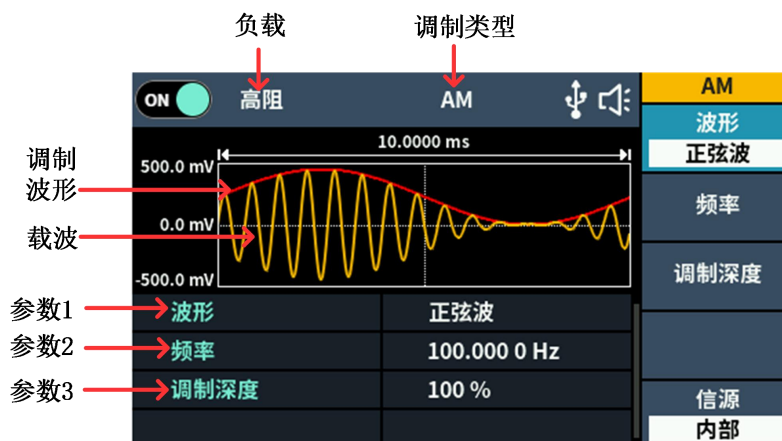 负载
调制类型
ON
高阻
AM
AM
波形
正弦波
频率
调制深度
信源
内部
10.0000 ms
500.0 mV
0.0 mV
-500.0 mV
调制
波形
载波
参数1
波形
正弦波
参数2
频率
100.000 0 Hz
参数3
调制深度
100 %